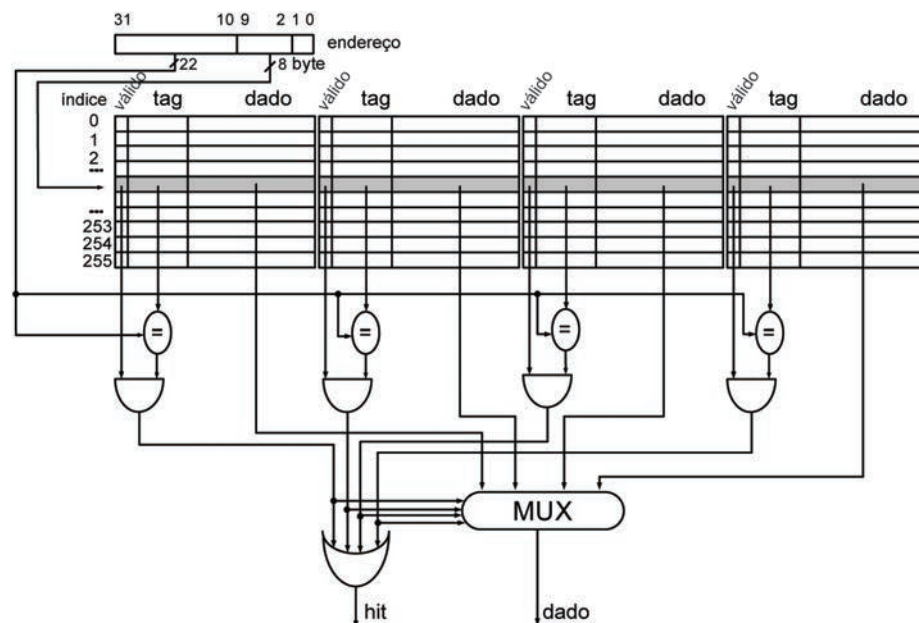 31 10 9 2 1 0
endereço
22 8 byte
índice válido tag dado válido tag dado válido tag dado válido tag dado
0
1
2
---
---
253
254
255
= = = =
MUX
hit dado